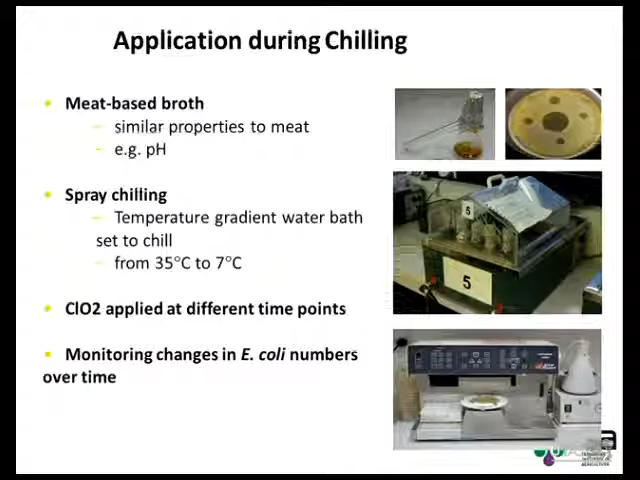 Application during Chilling
Meat-based broth
– similar properties to meat
– e.g. pH
Spray chilling
– Temperature gradient water bath
set to chill
– from 35°C to 7°C
ClO2 applied at different time points
Monitoring changes in E. coli numbers
over time
5
5